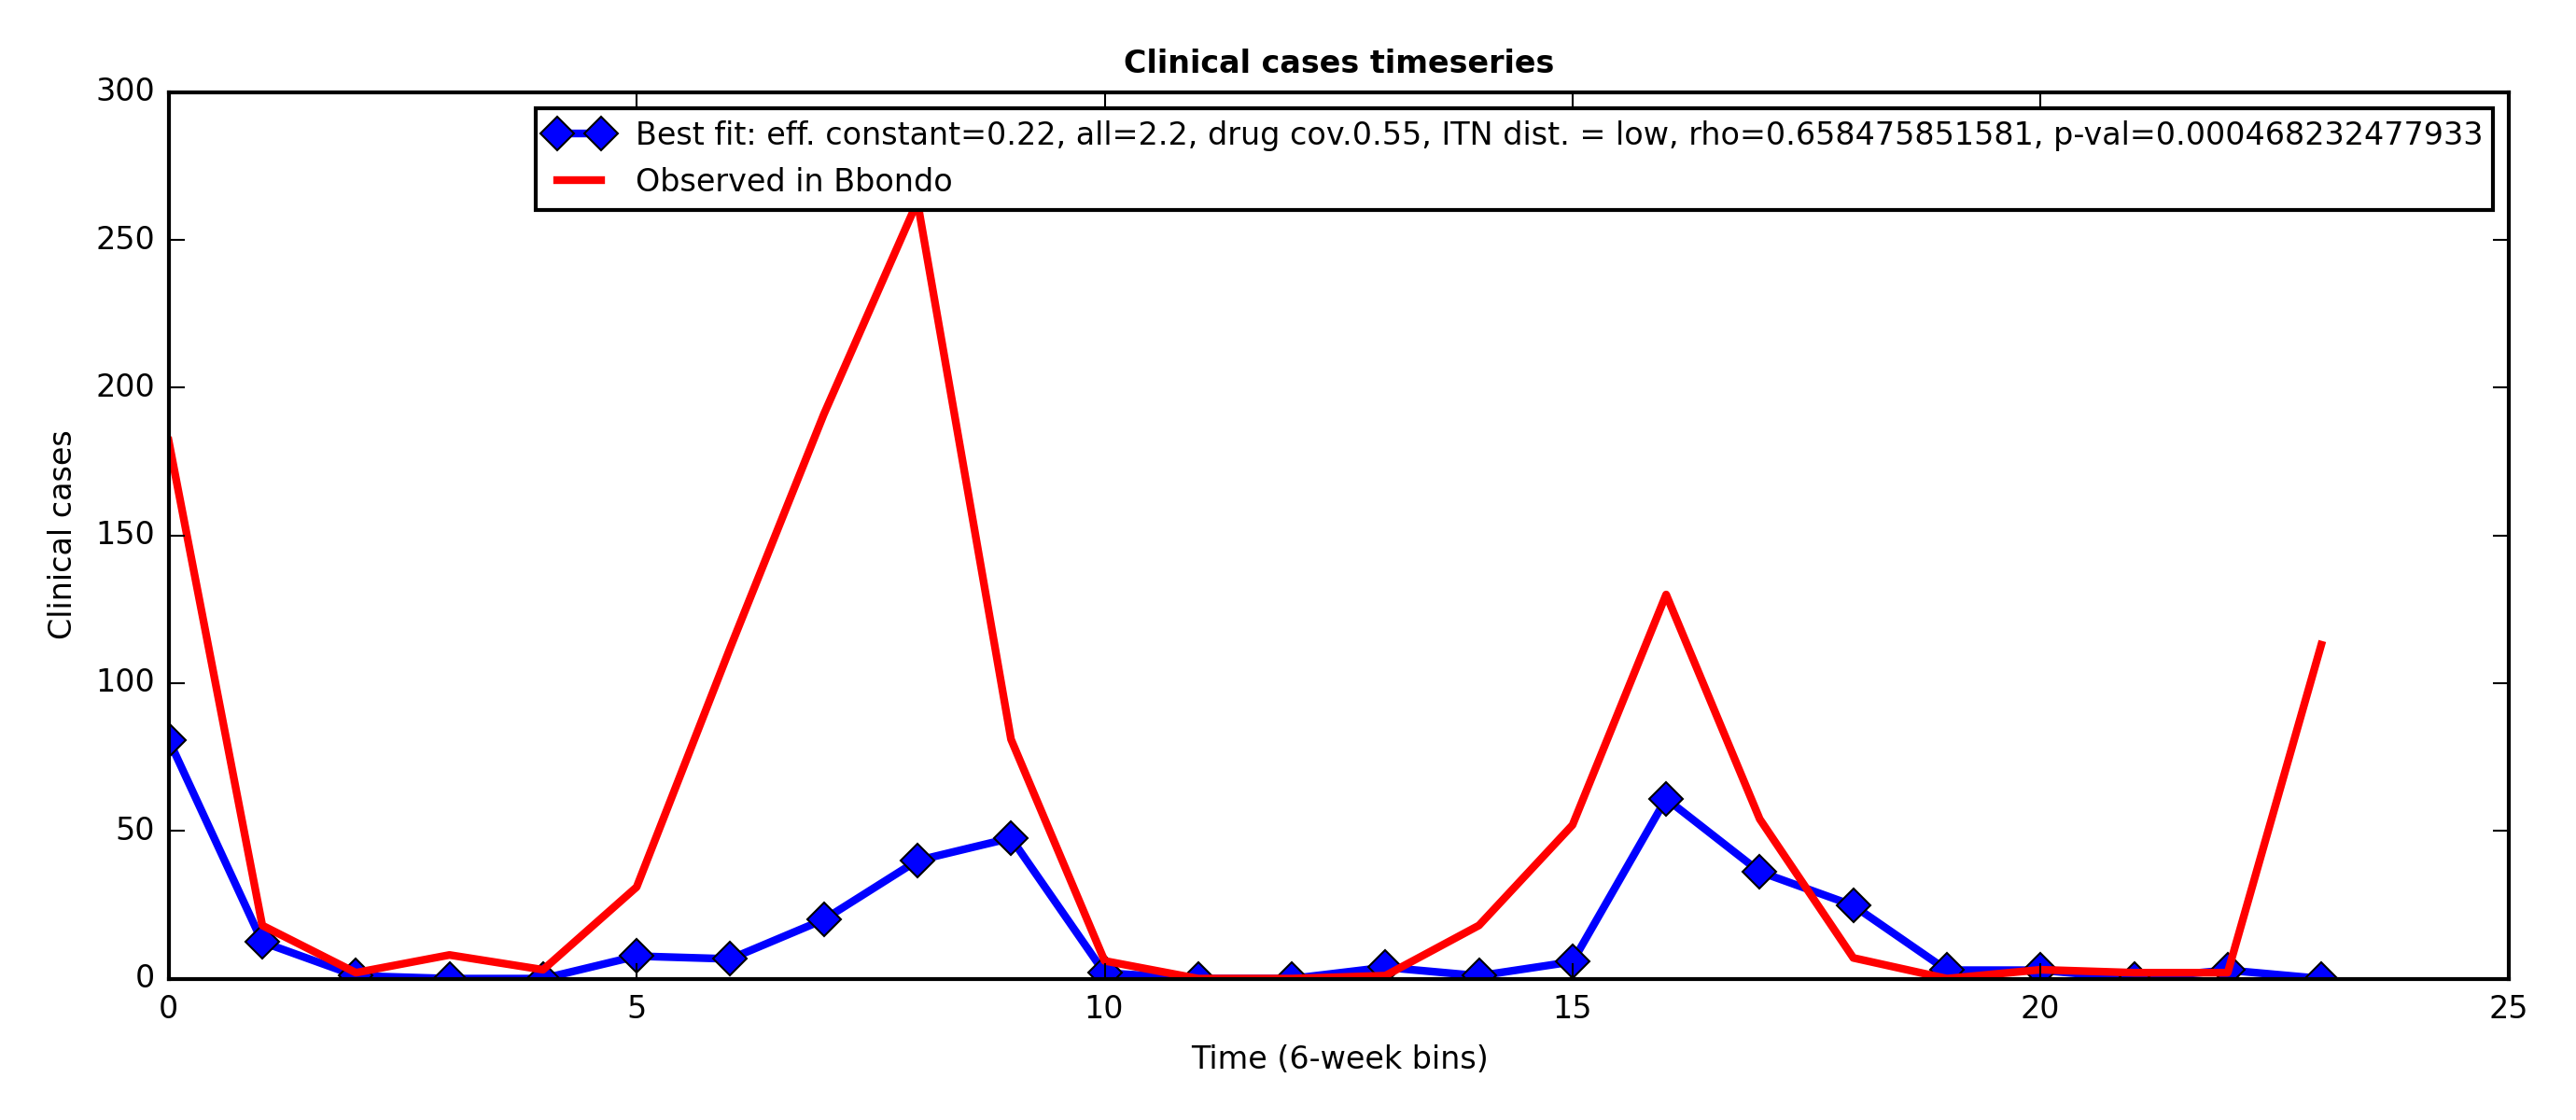 Clinical cases timeseries
300
250
200
150
100
50
0
Clinical cases
Best fit: eff. constant=0.22, all=2.2, drug cov.0.55, ITN dist. = low, rho=0.658475851581, p-val=0.000468232477933
Observed in Bbondo
0 5 10 15 20 25
Time (6-week bins)